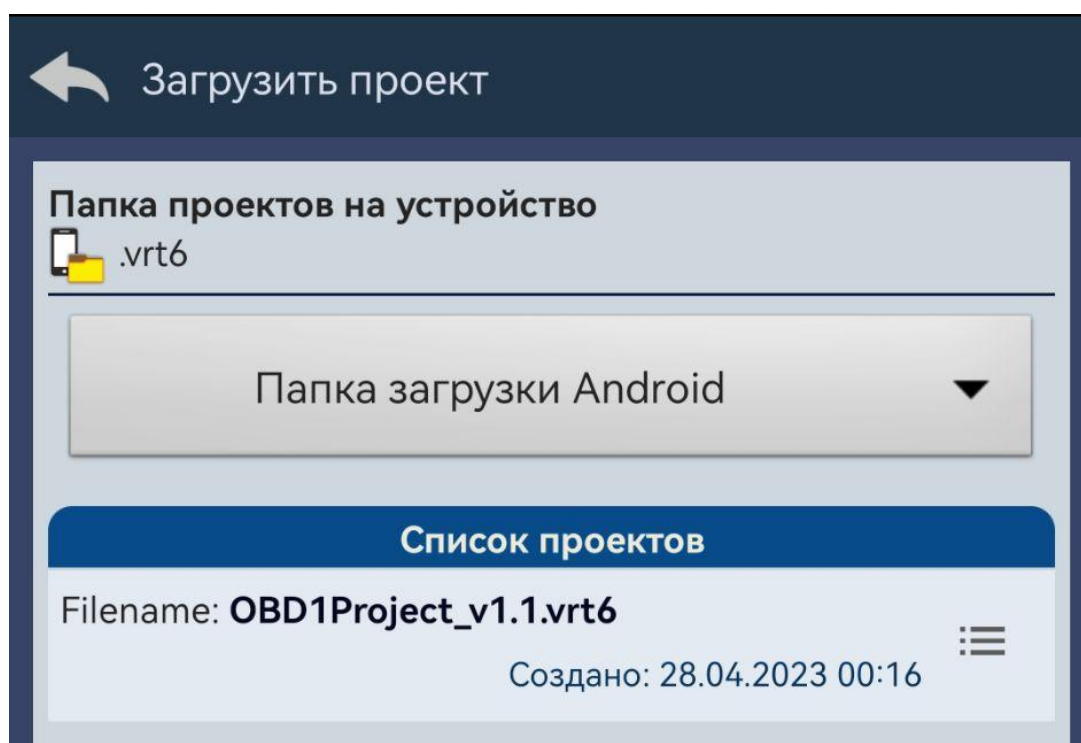 Загрузить проект
Папка проектов на устройство
.vrt6
Папка загрузки Android
Список проектов
Filename: OBD1Project_v1.1.vrt6
Создано: 28.04.2023 00:16